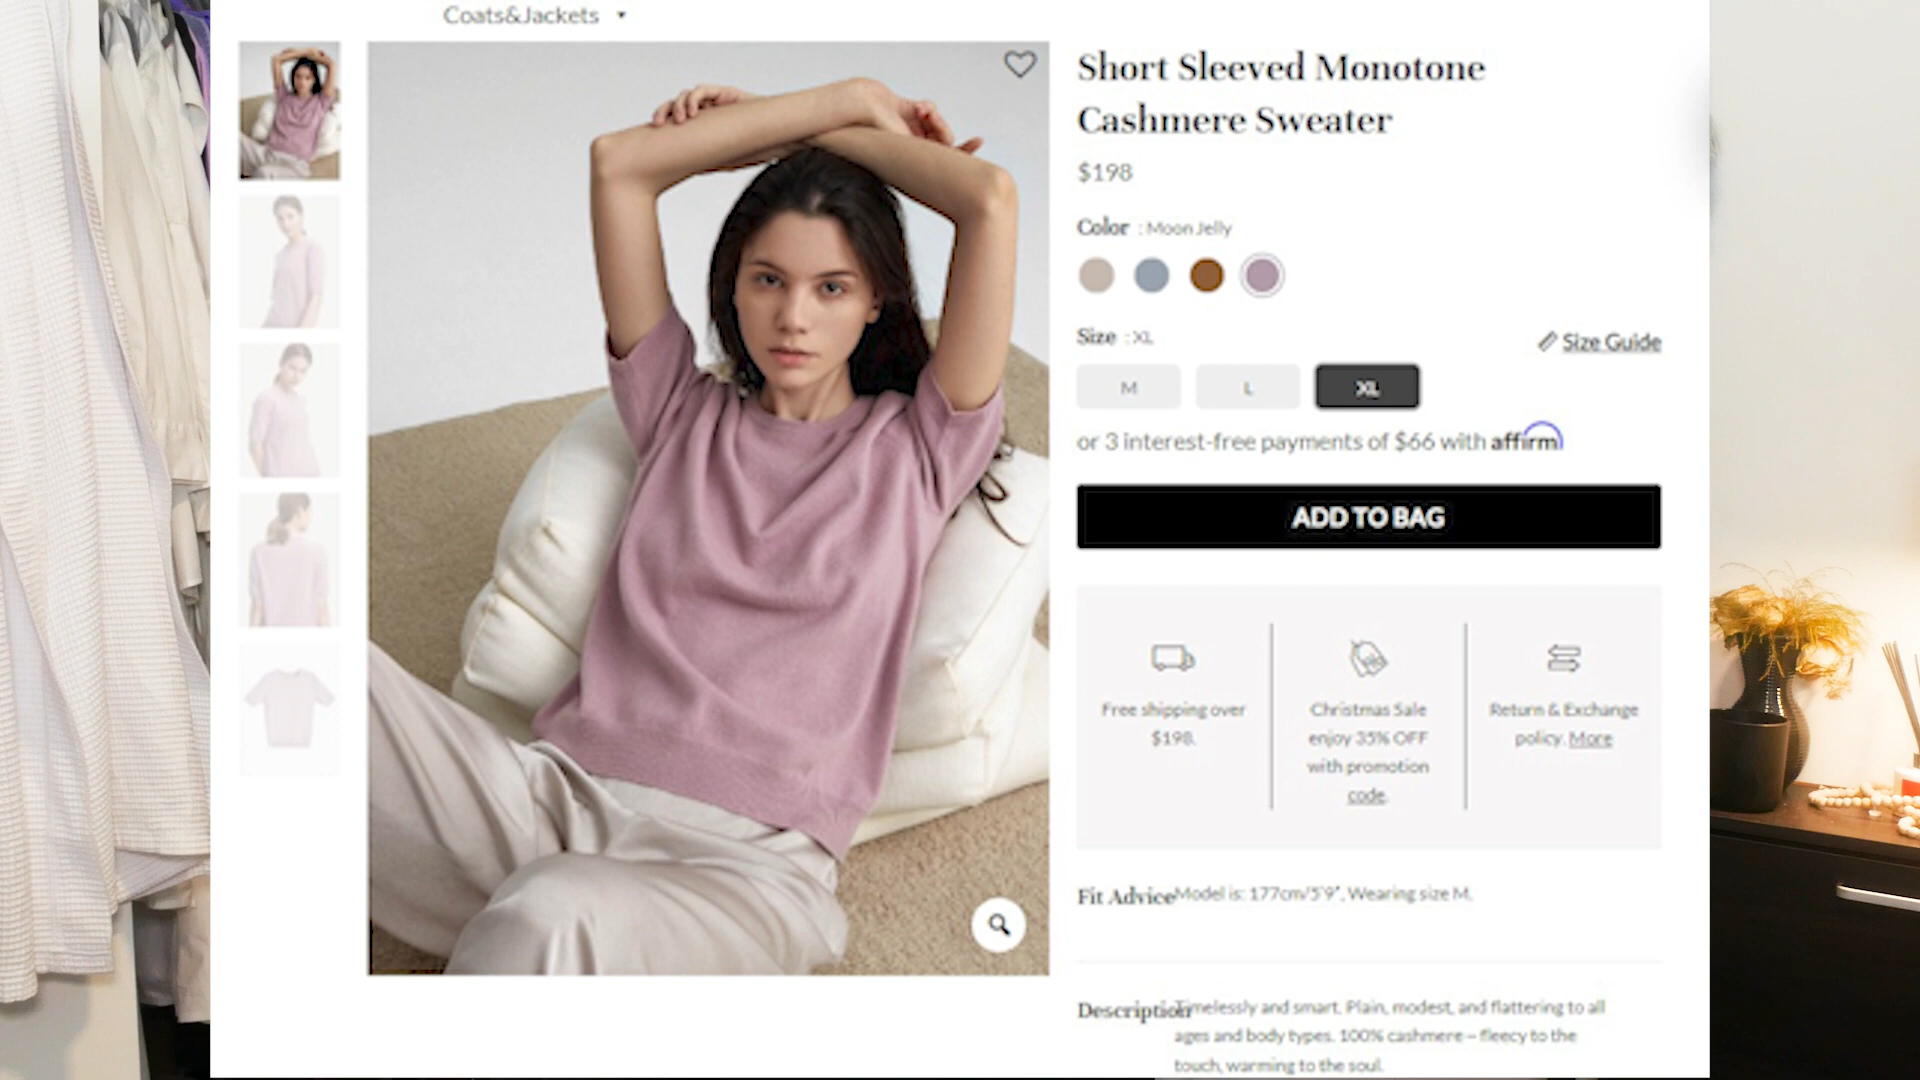 Coats&Jackets
Short Sleeved Monotone
Cashmere Sweater
$198
Color : Moon Jelly
Size : XL
Size Guide
M
L
XL
or 3 interest-free payments of $66 with affirm
ADD TO BAG
Free shipping over
$198.
Christmas Sale
enjoy 35% OFF
with promotion
code.
Return & Exchange
policy. More
Fit Advice Model is: 177cm/5'9", Wearing size M.
Description Timelessly and smart. Plain, modest, and flattering to all
ages and body types. 100% cashmere – fleecy to the
touch, warming to the soul.